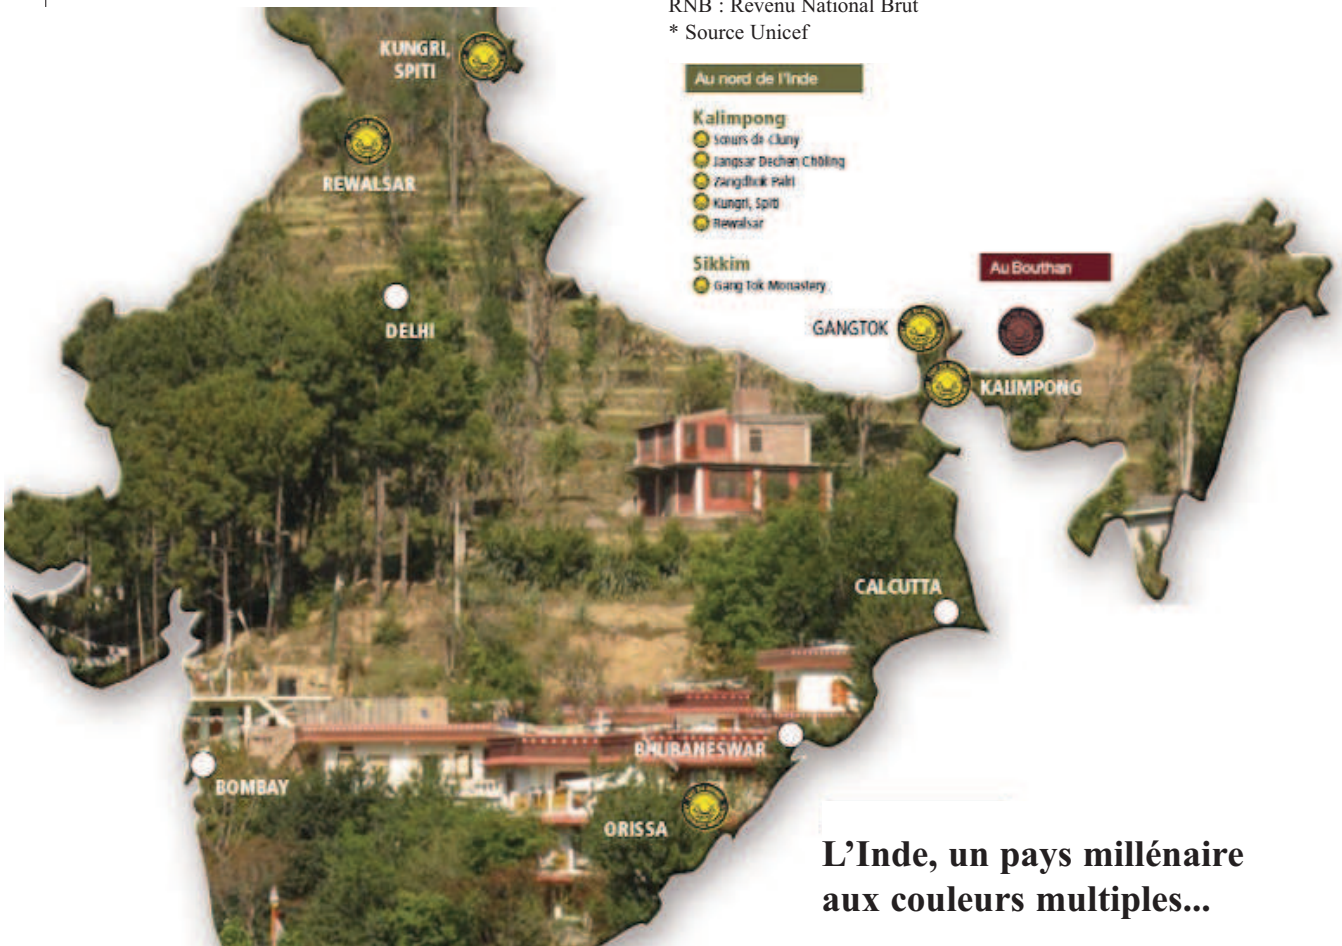 RNB : Revenu National Brut
* Source Unicef
KUNGRI,
SPITI
Au nord de l'Inde
Kalimpong
Sœurs de Cluny
Jangsar Dechen Chöling
Zangdhok Palri
Kungri, Spiti
Rewalsar
REWALSAR
Sikkim
Gang Tok Monastery
Au Bouthan
DELHI
GANGTOK
KALIMPONG
CALCUTTA
BHUBANESWAR
BOMBAY
ORISSA
L'Inde, un pays millénaire
aux couleurs multiples...